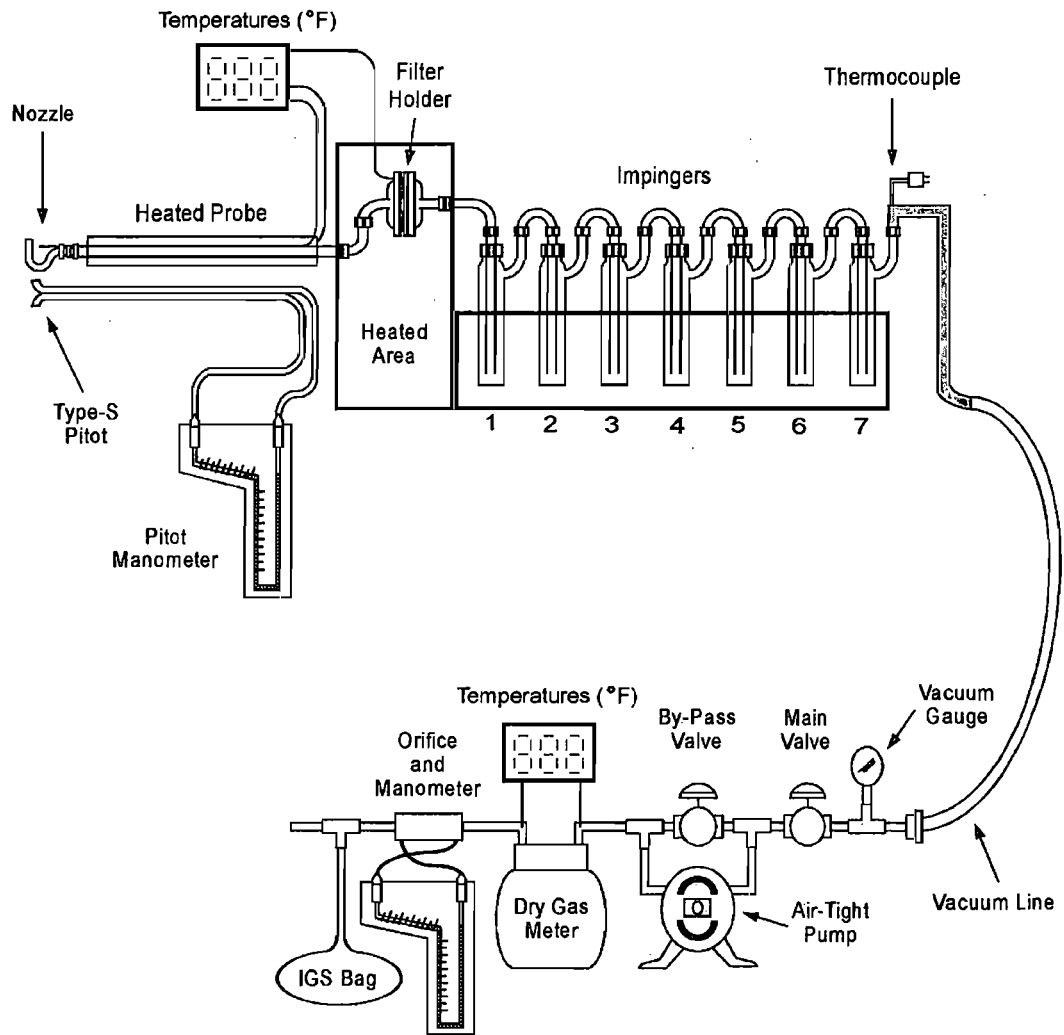 Temperatures (°F)
Filter
Holder
Thermocouple
Nozzle
Impingers
Heated Probe
Heated
Area
Type-S
Pitot
1 2 3 4 5 6 7
Pitot
Manometer
Temperatures (°F)
Vacuum
Gauge
By-Pass
Valve
Main
Valve
Orifice
and
Manometer
Dry Gas
Meter
Air-Tight
Pump
Vacuum Line
IGS Bag